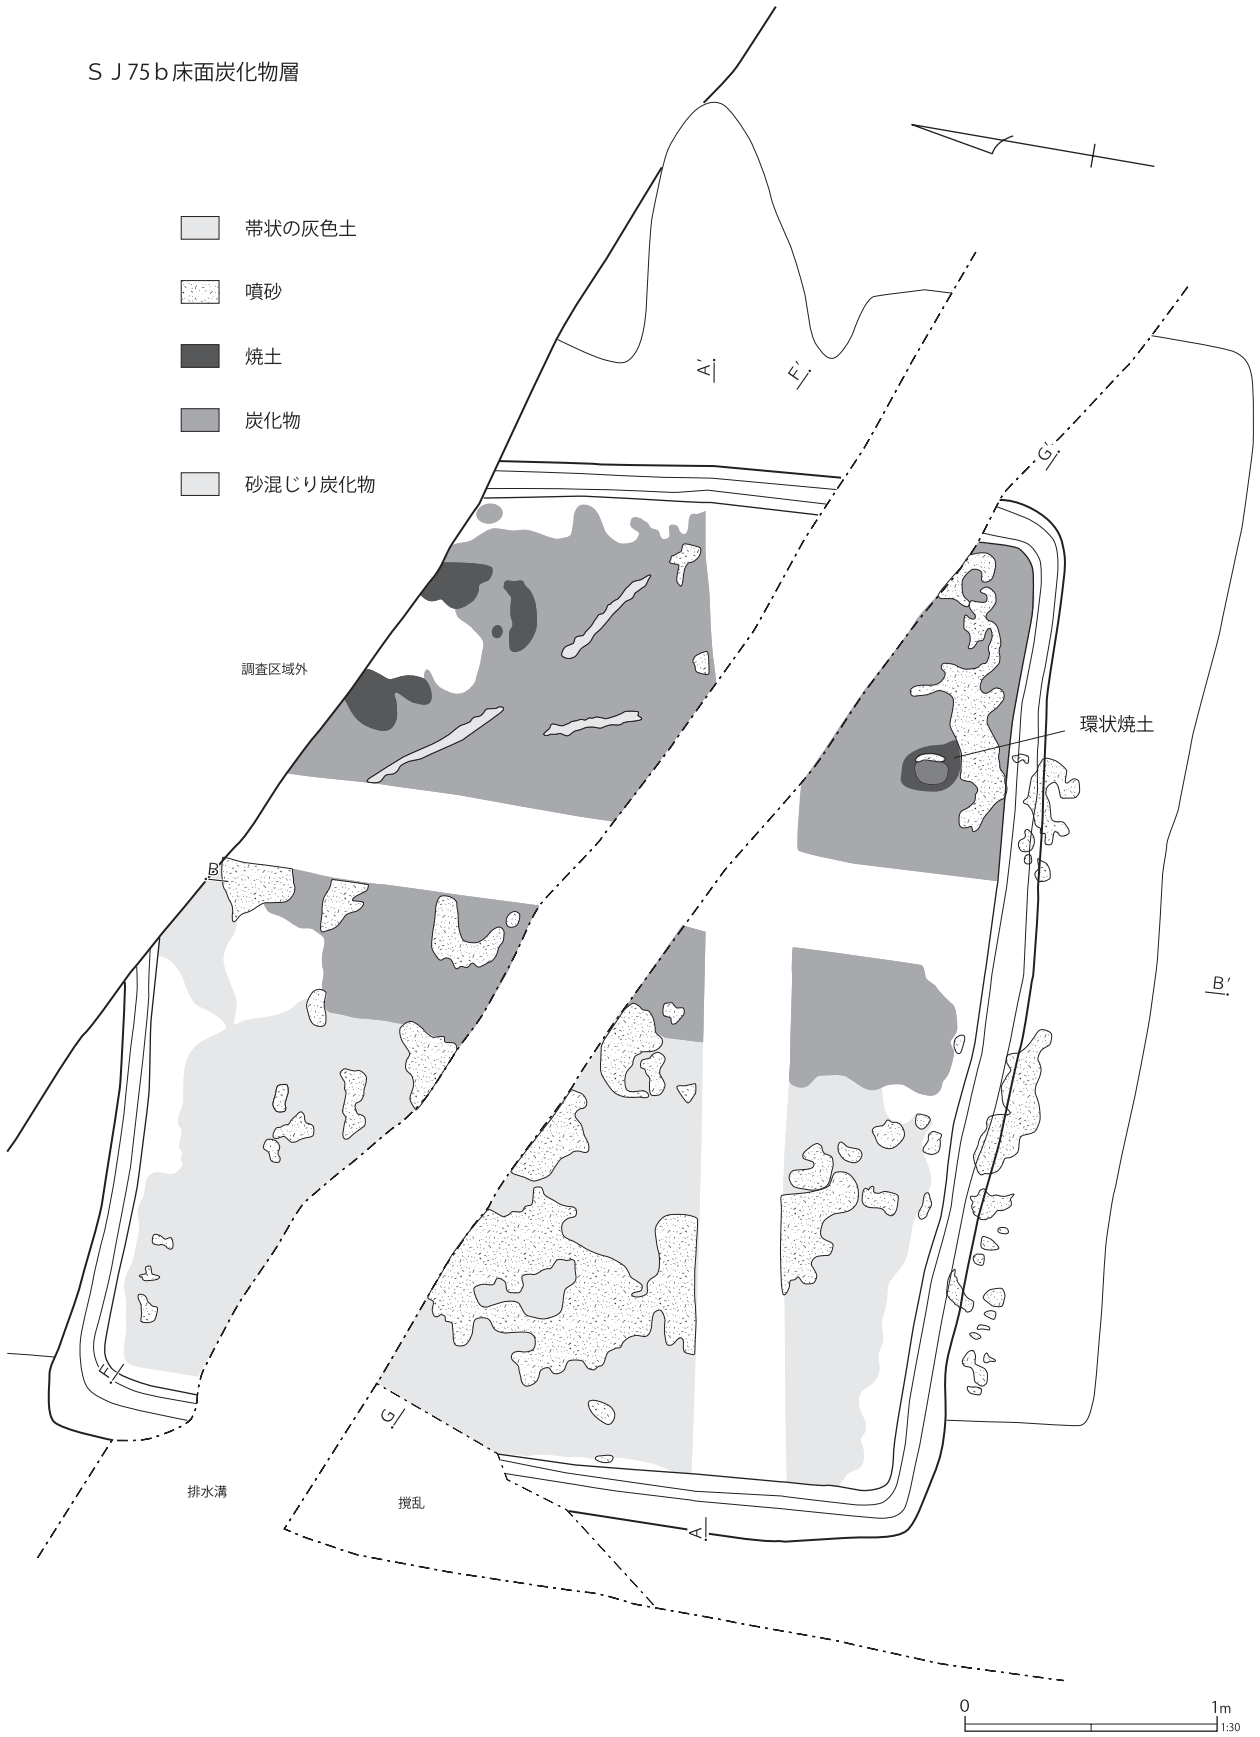 ＳＪ75ｂ床面炭化物層
帯状の灰色土
噴砂
焼土
炭化物
砂混じり炭化物
A′
F′
G′
調査区域外
環状焼土
B
B′
F
G
排水溝
撹乱
A
0
1m
1:30